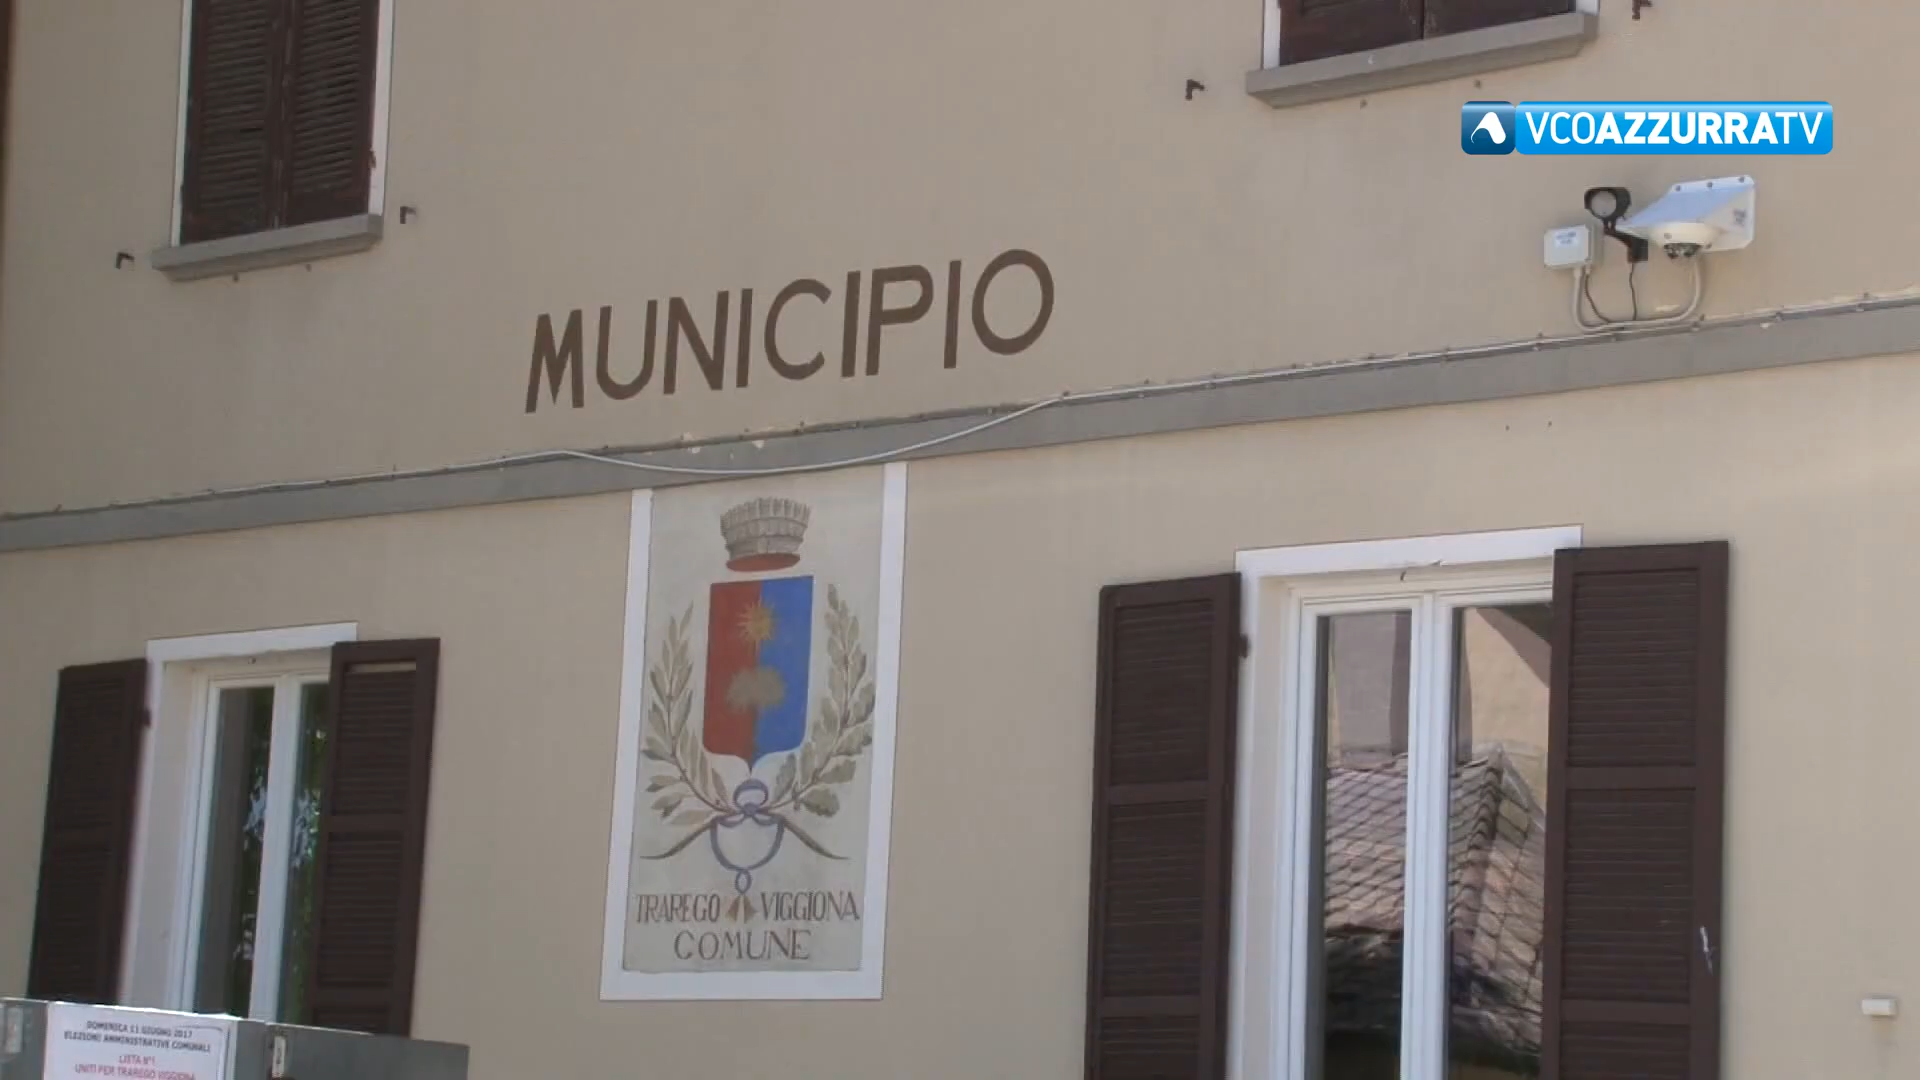 VCOAZZURRATV
MUNICIPIO
TRAREGO VIGGIONA
COMUNE
DOMENICA 11 GIUGNO 2017
ELEZIONI AMMINISTRATIVE COMUNALI
LISTA N°1
UNITI PER TRAREGO VIGGIONA